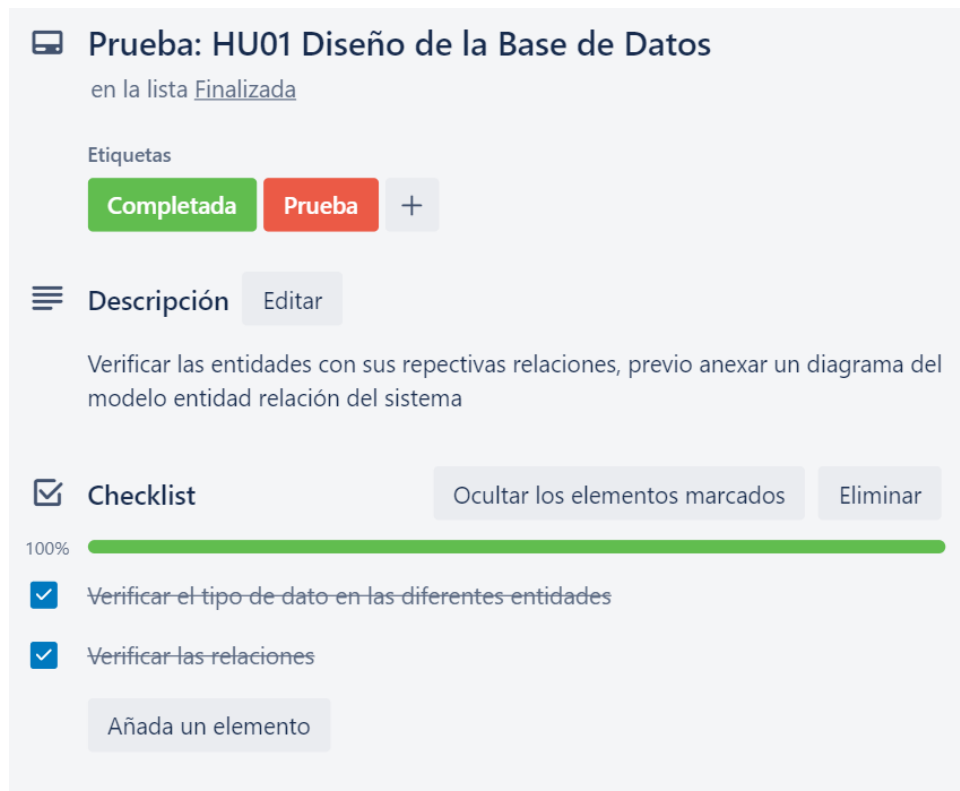 Prueba: HU01 Diseño de la Base de Datos
en la lista Finalizada
Etiquetas
Completada Prueba +
Descripción Editar
Verificar las entidades con sus repectivas relaciones, previo anexar un diagrama del
modelo entidad relación del sistema
Checklist Ocultar los elementos marcados Eliminar
100%
Verificar el tipo de dato en las diferentes entidades
Verificar las relaciones
Añada un elemento